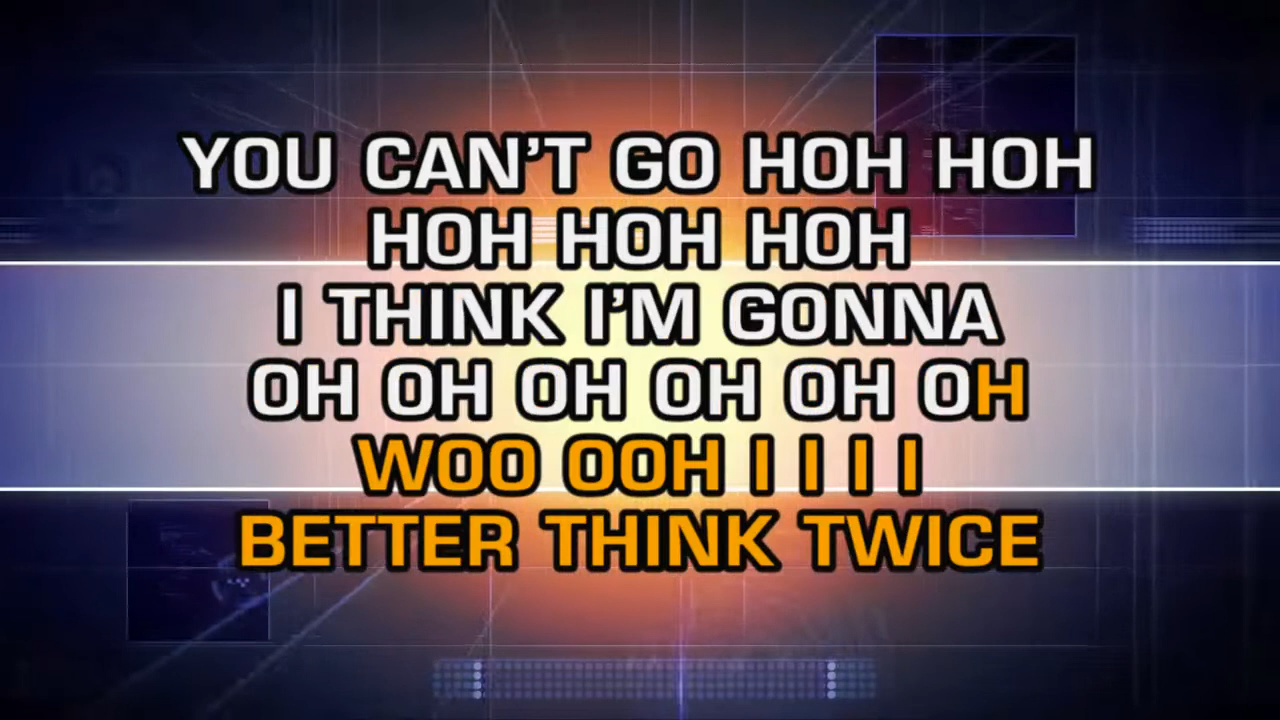 YOU CAN'T GO HOH HOH
HOH HOH HOH
I THINK I'M GONNA
OH OH OH OH OH OH
WOO OOH I I I I
BETTER THINK TWICE